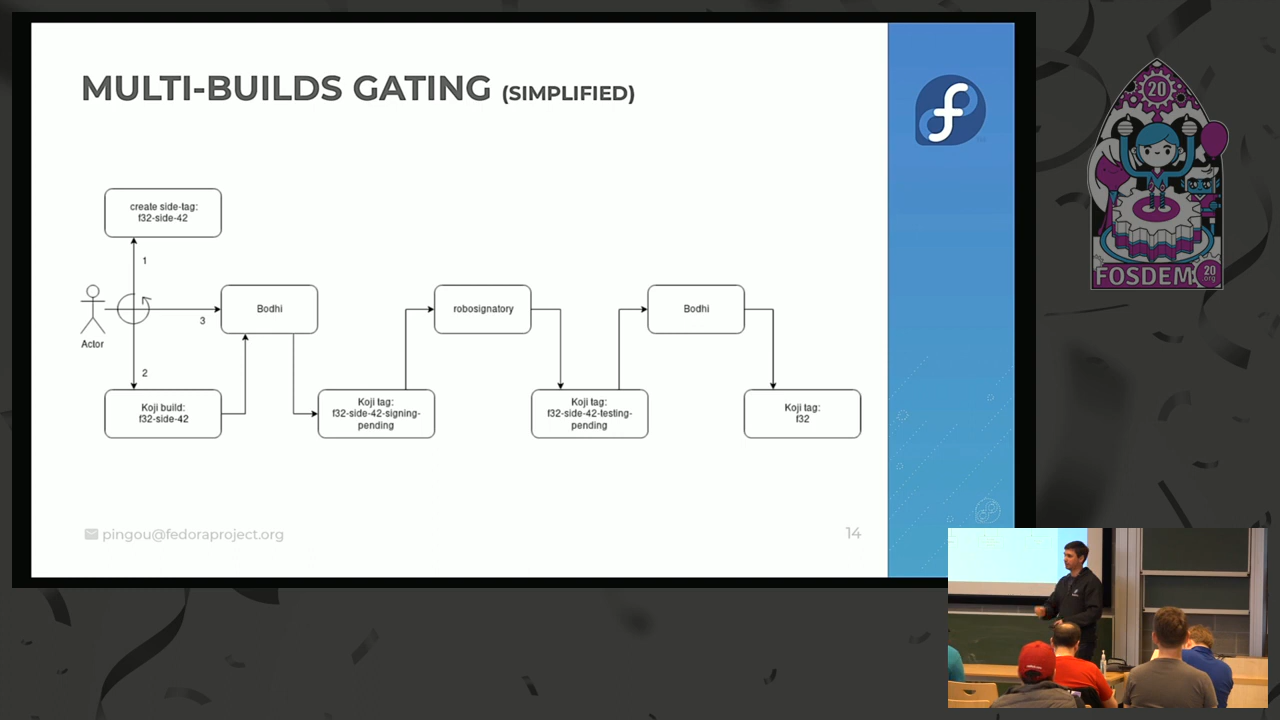 MULTI-BUILDS GATING (SIMPLIFIED)
create side-tag:
f32-side-42
1
Actor
3
2
Bodhi
Koji build:
f32-side-42
Koji tag:
f32-side-42-signing-
pending
robosignatory
Koji tag:
f32-side-42-testing-
pending
Bodhi
Koji tag:
f32
pingou@fedoraproject.org
14
20
FOSDEM
20
.org